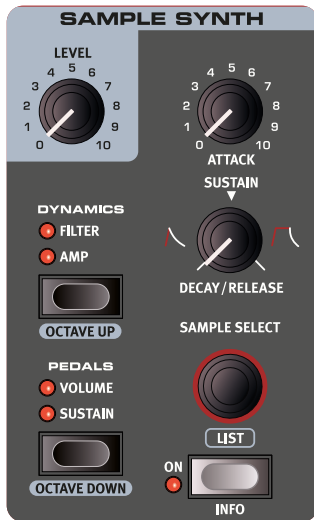 SAMPLE SYNTH
LEVEL
0 1 2 3 4 5 6 7 8 9 10
0 1 2 3 4 5 6 7 8 9 10
ATTACK
SUSTAIN
DECAY/RELEASE
DYNAMICS
FILTER
AMP
OCTAVE UP
SAMPLE SELECT
LIST
PEDALS
VOLUME
SUSTAIN
OCTAVE DOWN
ON
INFO